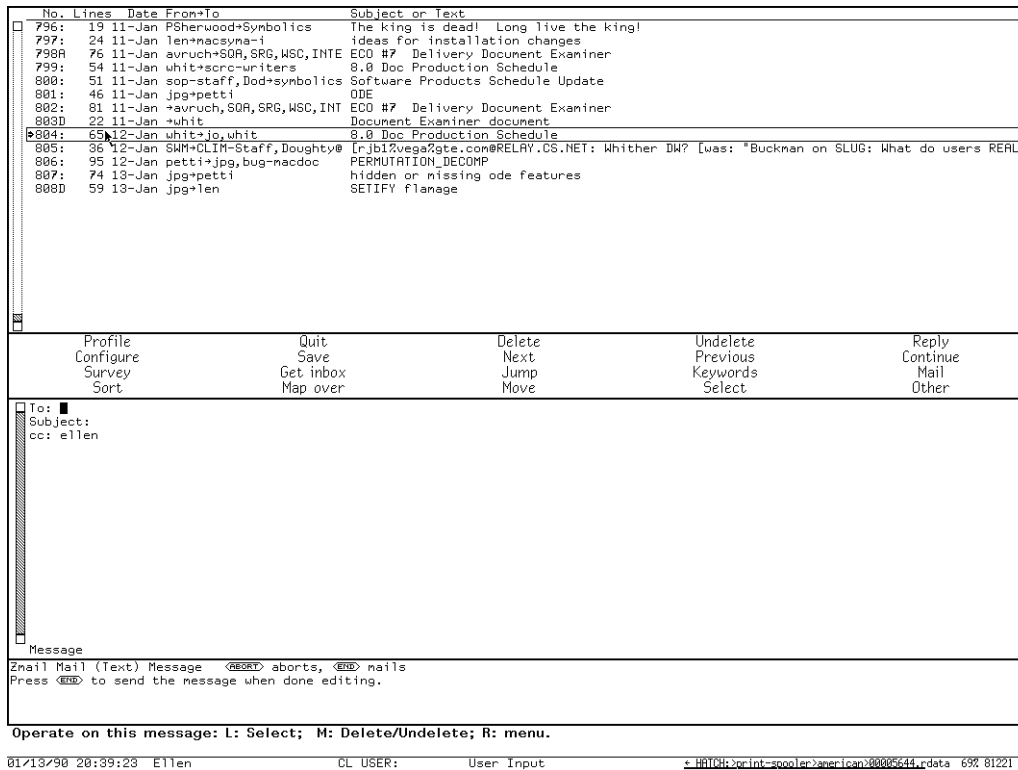 No. Lines Date From→To Subject or Text
796: 19 11-Jan PSherwood→Symbolics The king is dead! Long live the king!
797: 24 11-Jan len→macsyma-i ideas for installation changes
798A 76 11-Jan avruch→SQA,SRG,WSC,INTE ECO #7 Delivery Document Examiner
799: 54 11-Jan whit→scrc-writers 8.0 Doc Production Schedule
800: 51 11-Jan sop-staff,Dod→symbolics Software Products Schedule Update
801: 46 11-Jan jpg→petti ODE
802: 81 11-Jan →avruch,SQA,SRG,WSC,INT ECO #7 Delivery Document Examiner
803D 22 11-Jan →whit Document Examiner document
804: 65 12-Jan whit→jo,whit 8.0 Doc Production Schedule
805: 36 12-Jan SWM→CLIM-Staff,Doughty@ [rjb1%vega%gte.com@RELAY.CS.NET: Whither DW? [was: "Buckman on SLUG: What do users REAL
806: 95 12-Jan petti→jpg,bug-macdoc PERMUTATION_DECOMP
807: 74 13-Jan jpg→petti hidden or missing ode features
808D 59 13-Jan jpg→len SETIFY flamage
Profile Quit Delete Undelete Reply
Configure Save Next Previous Continue
Survey Get inbox Jump Keywords Mail
Sort Map over Move Select Other
To:
Subject:
cc: ellen
Message
Zmail Mail (Text) Message ABORT aborts, END mails
Press END to send the message when done editing.
Operate on this message: L: Select; M: Delete/Undelete; R: menu.
01/13/90 20:39:23 Ellen CL USER: User Input ← HATCH:>print-spooler>american>00005644.rdata 69% 81221